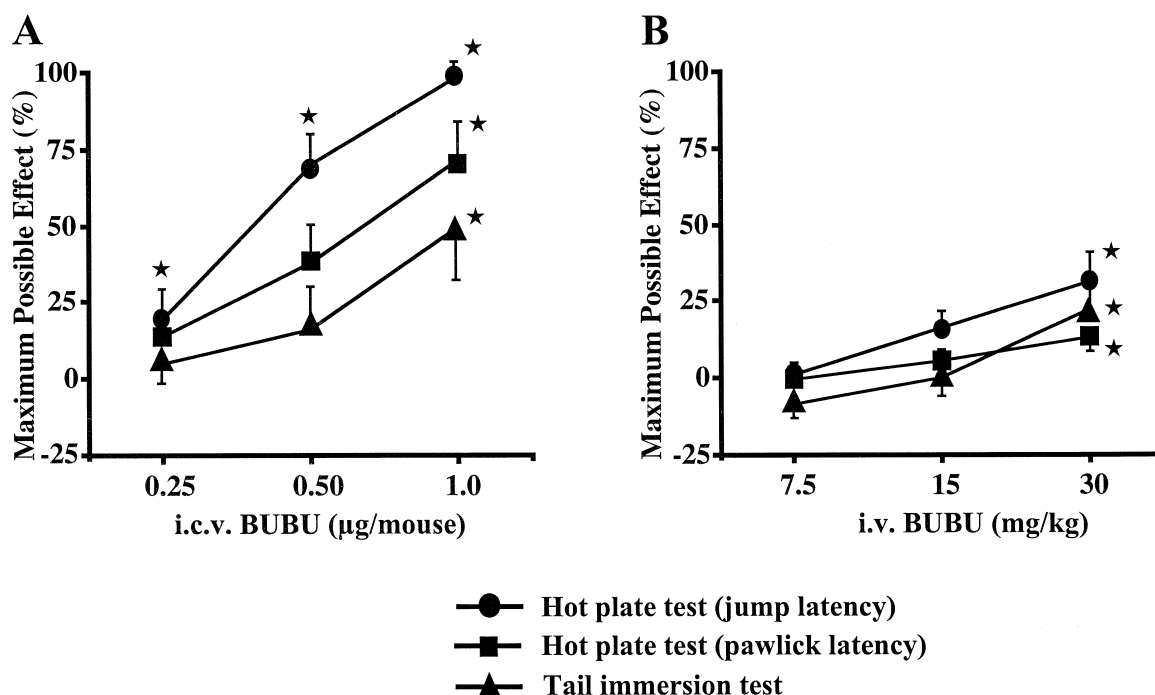 A
Maximum Possible Effect (%)
100
75
50
25
0
-25
0.25 0.50 1.0
i.c.v. BUBU (µg/mouse)
B
Maximum Possible Effect (%)
100
75
50
25
0
-25
7.5 15 30
i.v. BUBU (mg/kg)
Hot plate test (jump latency)
Hot plate test (pawlick latency)
Tail immersion test